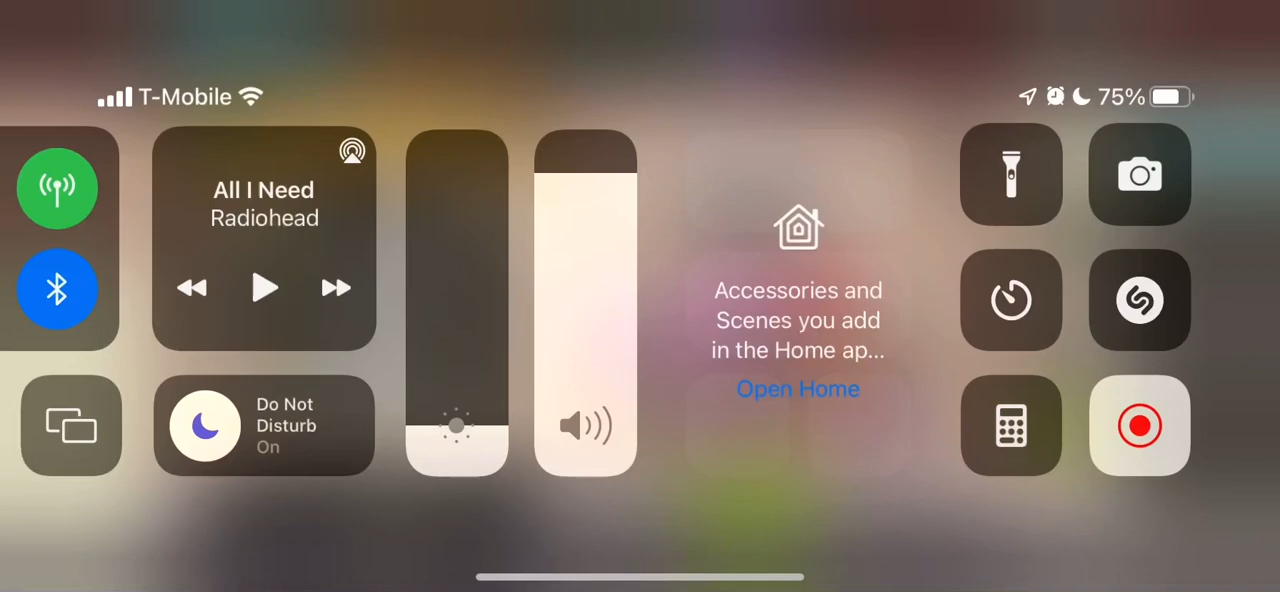 T-Mobile
75%
All I Need
Radiohead
Do Not
Disturb
On
Accessories and
Scenes you add
in the Home ap...
Open Home